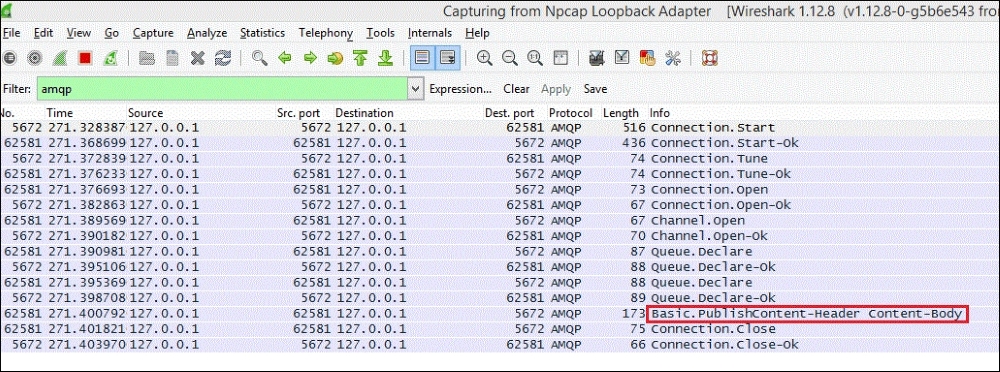 Capturing from Npcap Loopback Adapter [Wireshark 1.12.8 (v1.12.8-0-g5b6e543 fro
File Edit View Go Capture Analyze Statistics Telephony Tools Internals Help
Filter: amqp Expression... Clear Apply Save
No. Time Source Src. port Destination Dest. port Protocol Length Info
5672 271.328387 127.0.0.1 5672 127.0.0.1 62581 AMQP 516 Connection.Start
62581 271.368699 127.0.0.1 62581 127.0.0.1 5672 AMQP 436 Connection.Start-Ok
5672 271.372839 127.0.0.1 5672 127.0.0.1 62581 AMQP 74 Connection.Tune
62581 271.376233 127.0.0.1 62581 127.0.0.1 5672 AMQP 74 Connection.Tune-Ok
62581 271.376693 127.0.0.1 62581 127.0.0.1 5672 AMQP 73 Connection.Open
5672 271.382863 127.0.0.1 5672 127.0.0.1 62581 AMQP 67 Connection.Open-Ok
62581 271.389569 127.0.0.1 62581 127.0.0.1 5672 AMQP 67 Channel.Open
5672 271.390182 127.0.0.1 5672 127.0.0.1 62581 AMQP 70 Channel.Open-Ok
62581 271.390981 127.0.0.1 62581 127.0.0.1 5672 AMQP 87 Queue.Declare
5672 271.395106 127.0.0.1 5672 127.0.0.1 62581 AMQP 88 Queue.Declare-Ok
62581 271.395369 127.0.0.1 62581 127.0.0.1 5672 AMQP 88 Queue.Declare
5672 271.398708 127.0.0.1 5672 127.0.0.1 62581 AMQP 89 Queue.Declare-Ok
62581 271.400792 127.0.0.1 62581 127.0.0.1 5672 AMQP 173 Basic.PublishContent-Header Content-Body
62581 271.401821 127.0.0.1 62581 127.0.0.1 5672 AMQP 75 Connection.Close
5672 271.403970 127.0.0.1 5672 127.0.0.1 62581 AMQP 66 Connection.Close-Ok